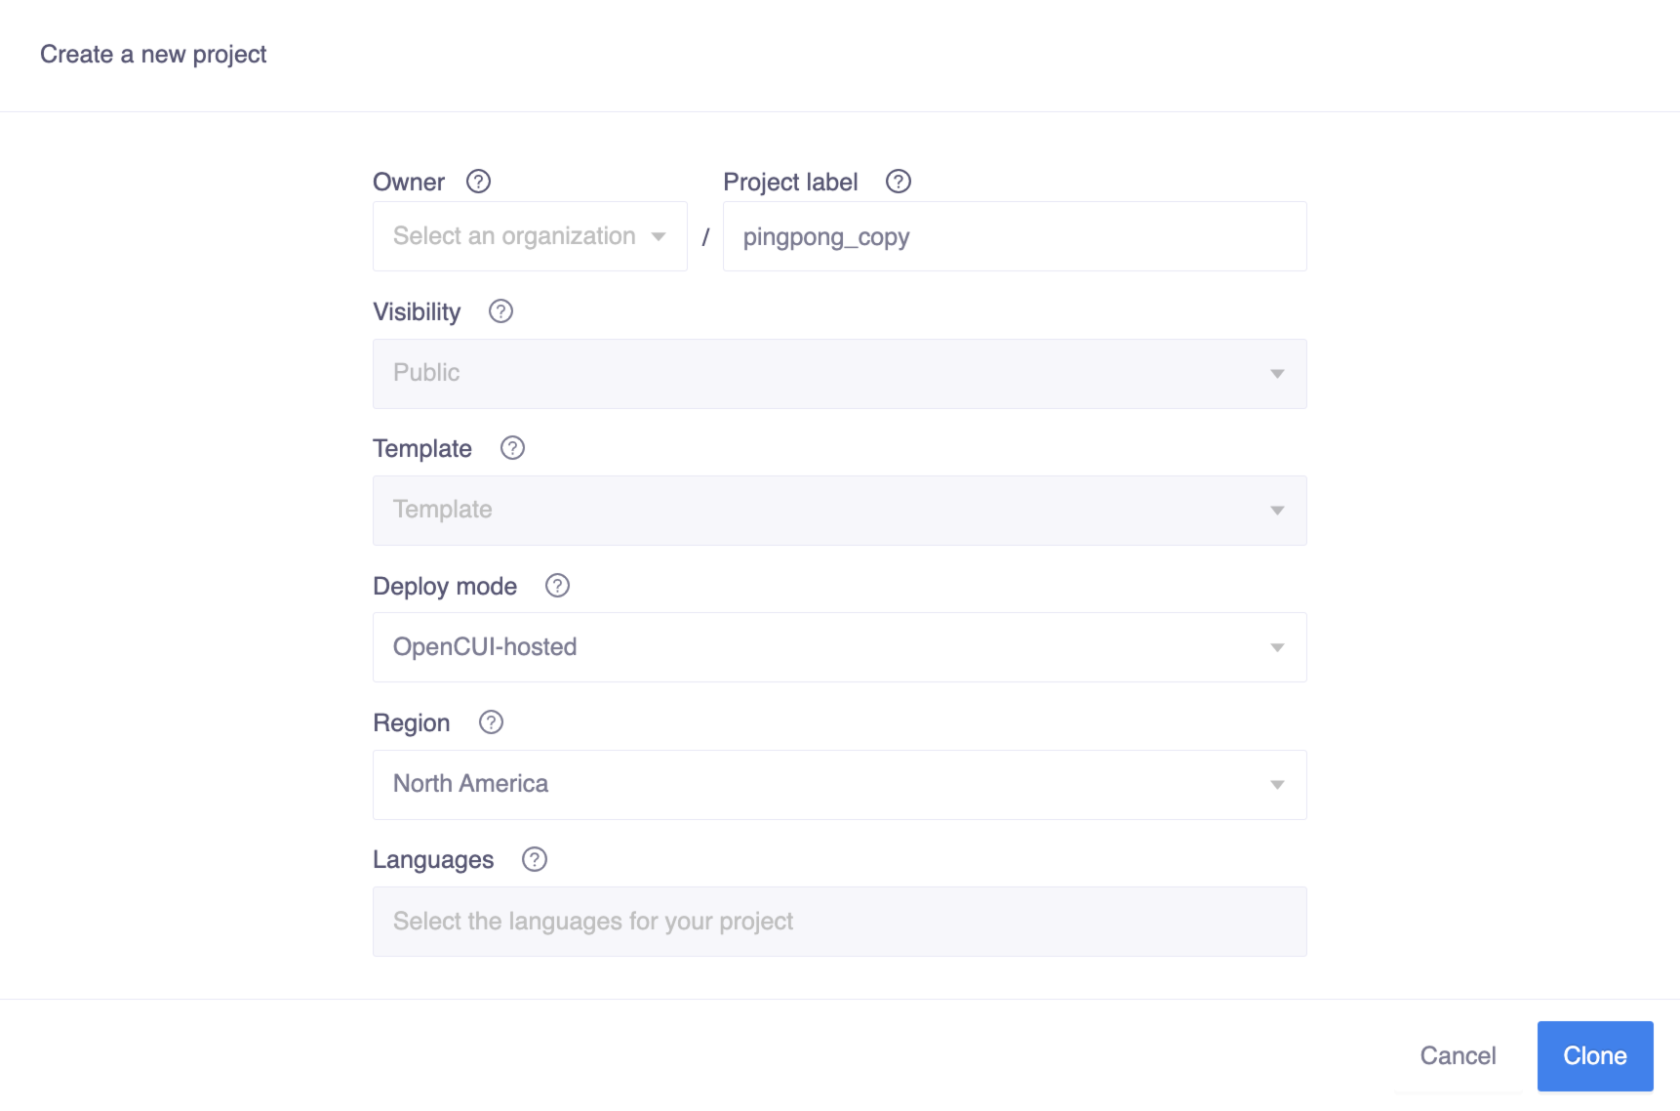 Create a new project
Owner ? Project label ?
Select an organization / pingpong_copy
Visibility ?
Public
Template ?
Template
Deploy mode ?
OpenCUI-hosted
Region ?
North America
Languages ?
Select the languages for your project
Cancel Clone